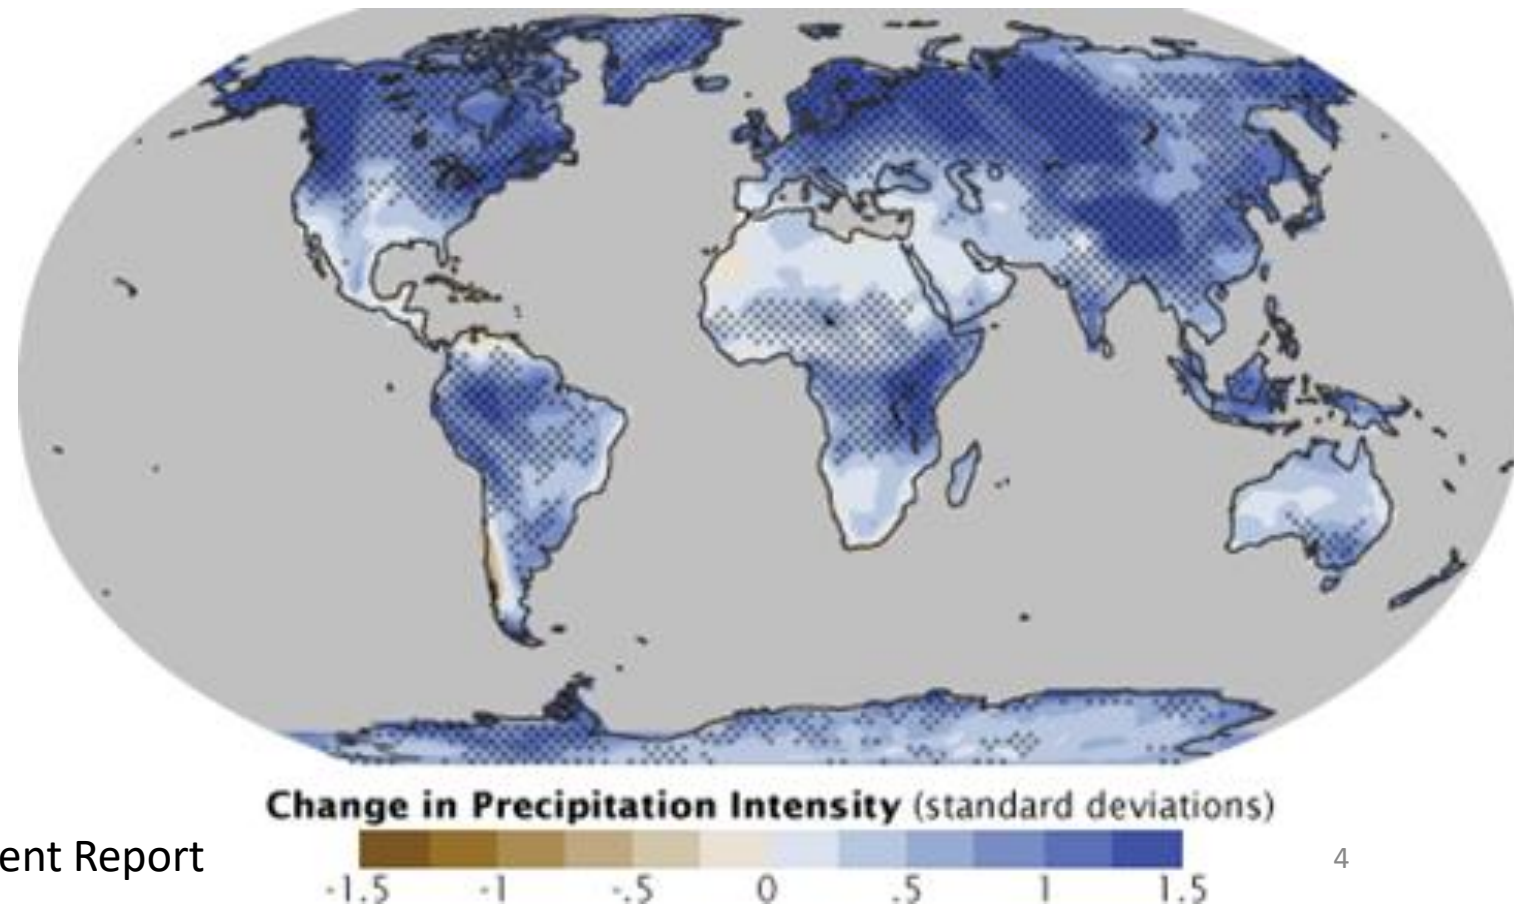 Change in Precipitation Intensity (standard deviations)
ent Report
4
-1.5 -1 -.5 0 .5 1 1.5